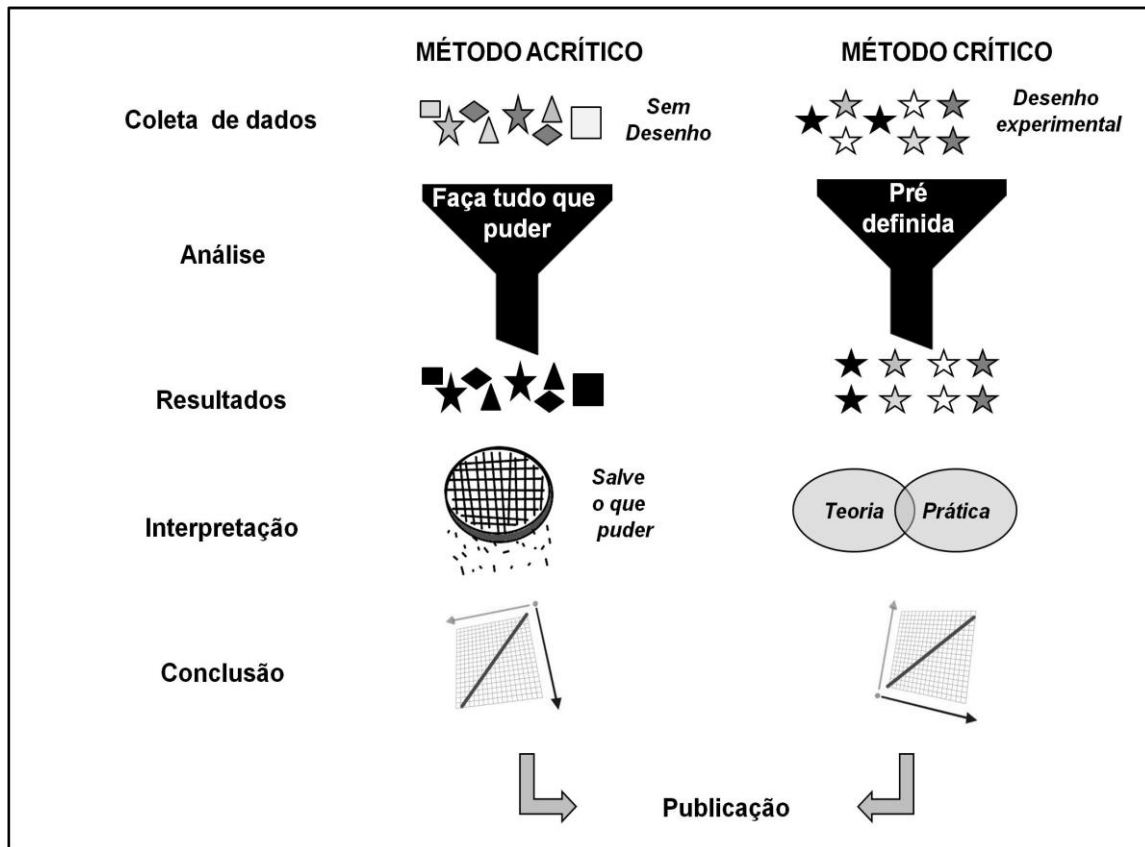 MÉTODO ACRÍTICO
MÉTODO CRÍTICO
Coleta de dados
Sem
Desenho
Desenho
experimental
Análise
Faça tudo que
puder
Pré
definida
Resultados
Interpretação
Salve
o que
puder
Teoria
Prática
Conclusão
Publicação